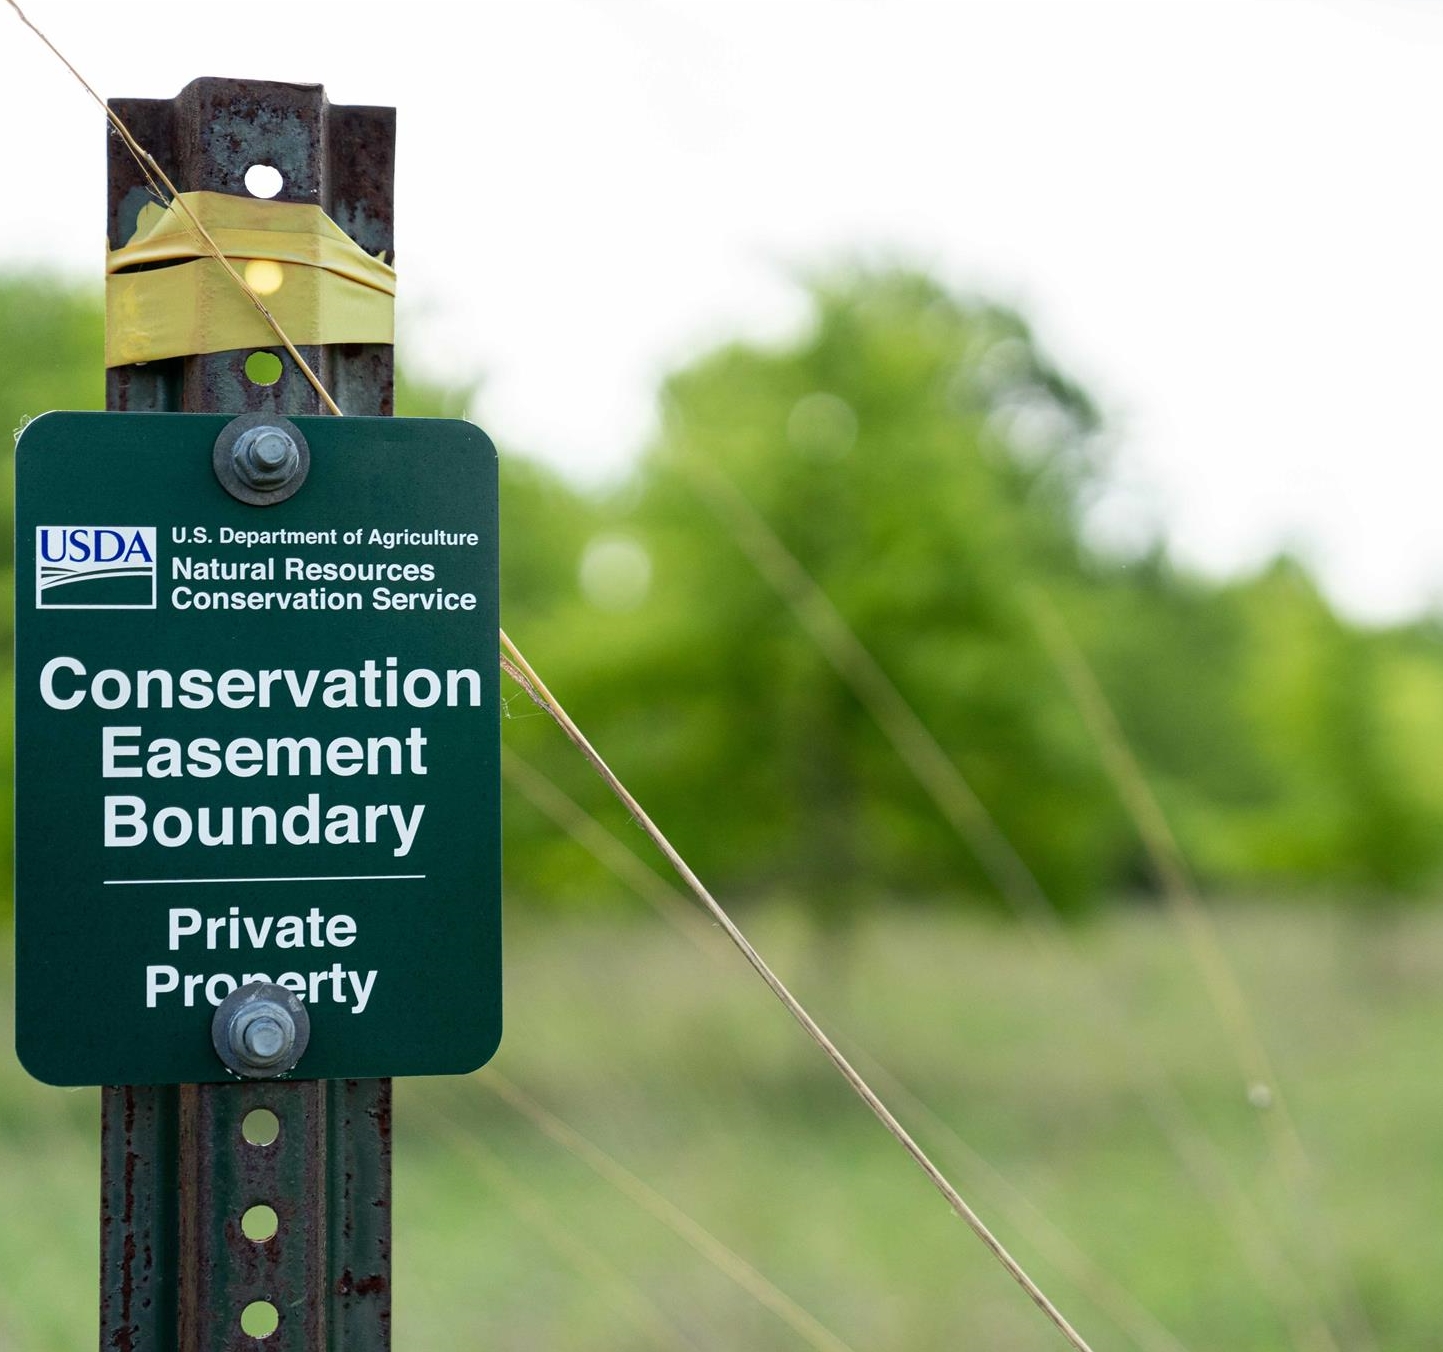 USDA
U.S. Department of Agriculture
Natural Resources
Conservation Service
Conservation
Easement
Boundary
Private
Property